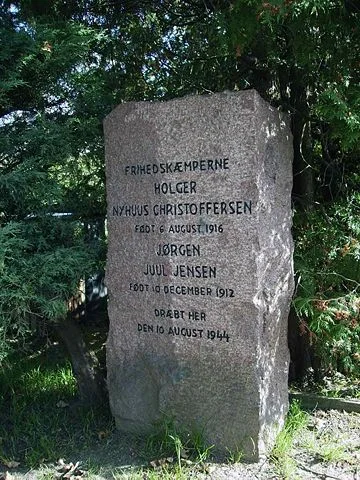 FRIHEDSKÆMPERNE
HOLGER
NYHUUS CHRISTOFFERSEN
FØDT 6 AUGUST 1916
JØRGEN
JUUL JENSEN
FØDT 10 DECEMBER 1912
DRÆBT HER
DEN 10 AUGUST 1944